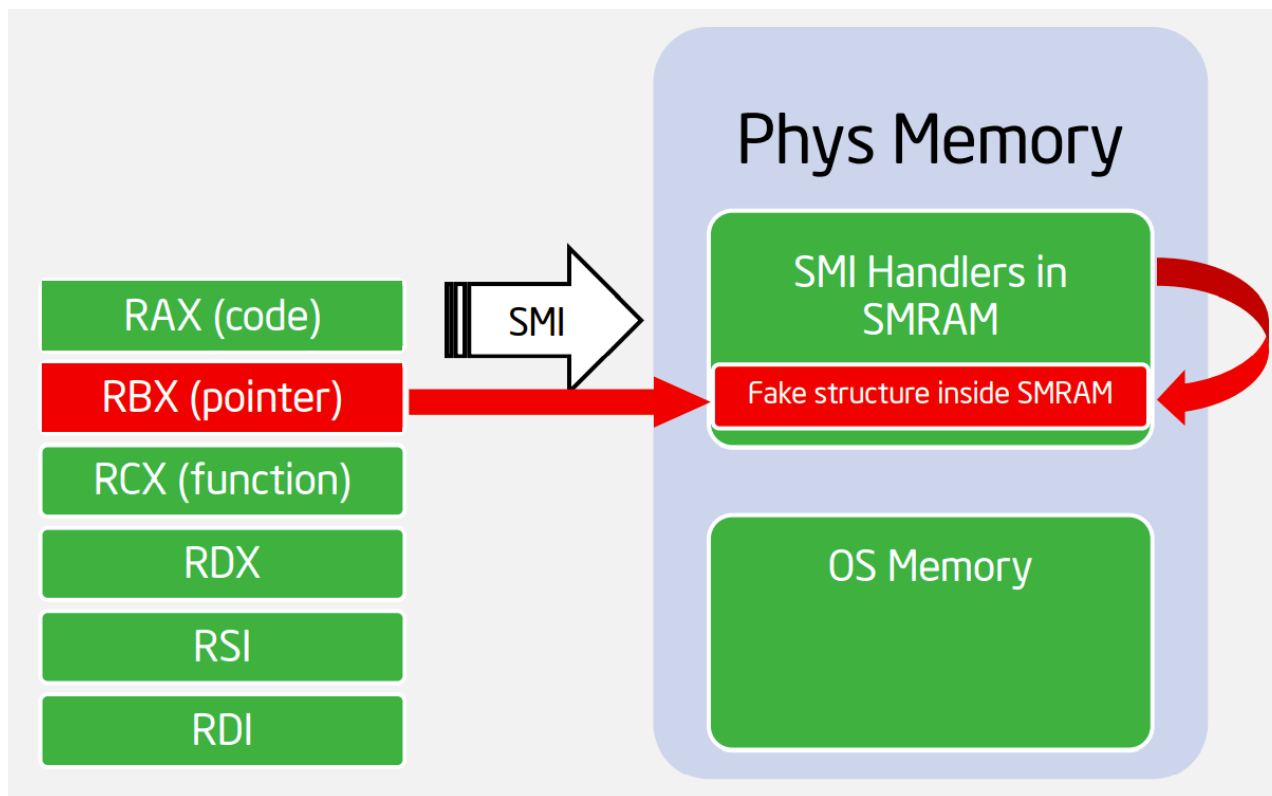 Phys Memory
SMI Handlers in
SMRAM
Fake structure inside SMRAM
OS Memory
SMI
RAX (code)
RBX (pointer)
RCX (function)
RDX
RSI
RDI